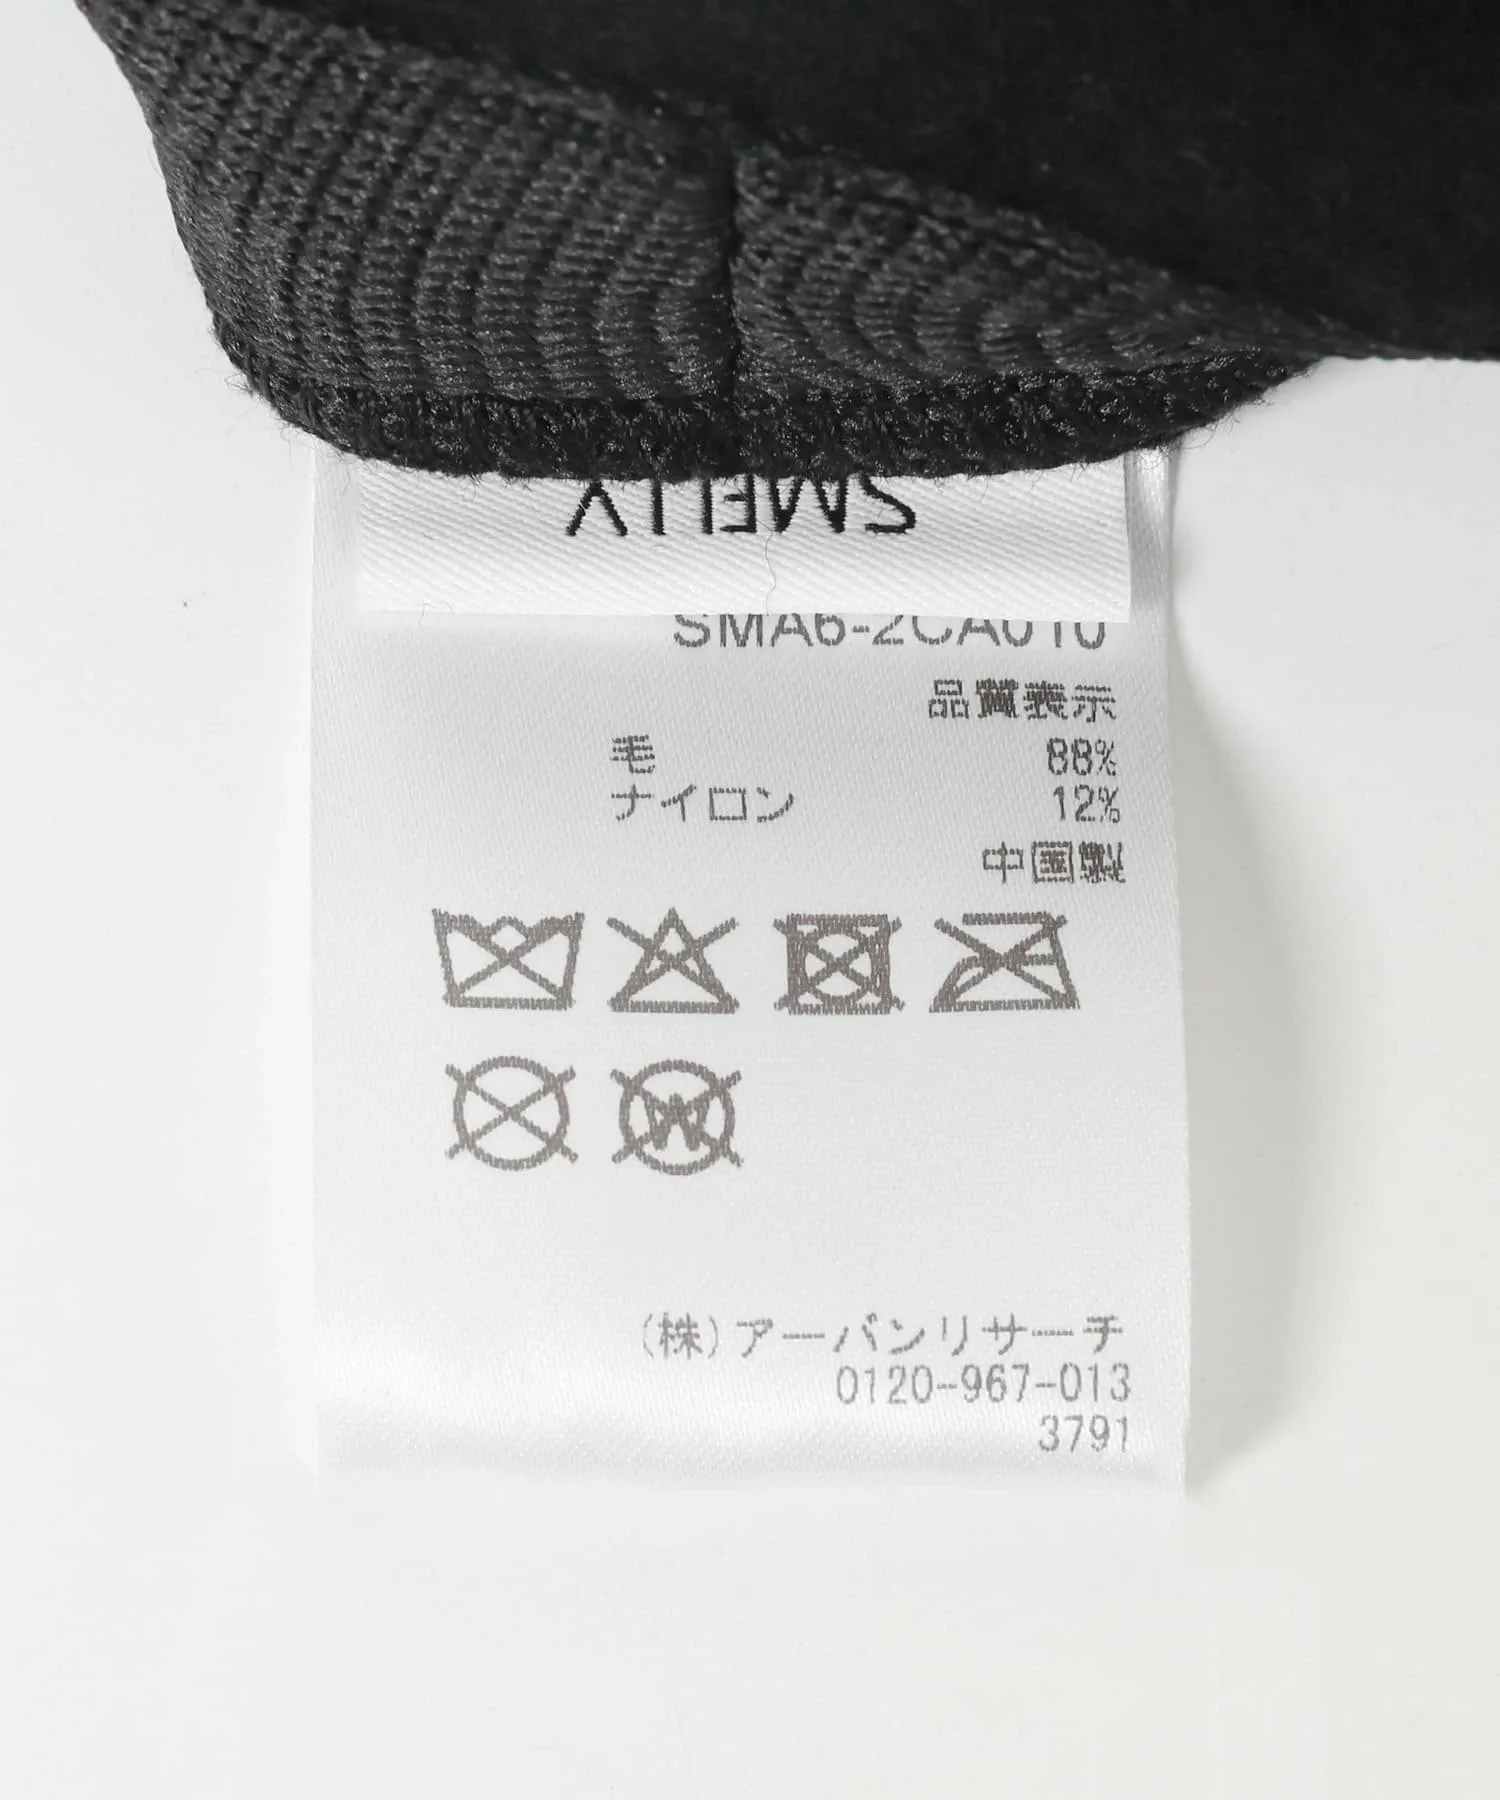 SMELLY
SMA6-2CA010
品質表示
毛 88%
ナイロン 12%
中国製
W
(株)アーバンリサーチ
0120-967-013
3791